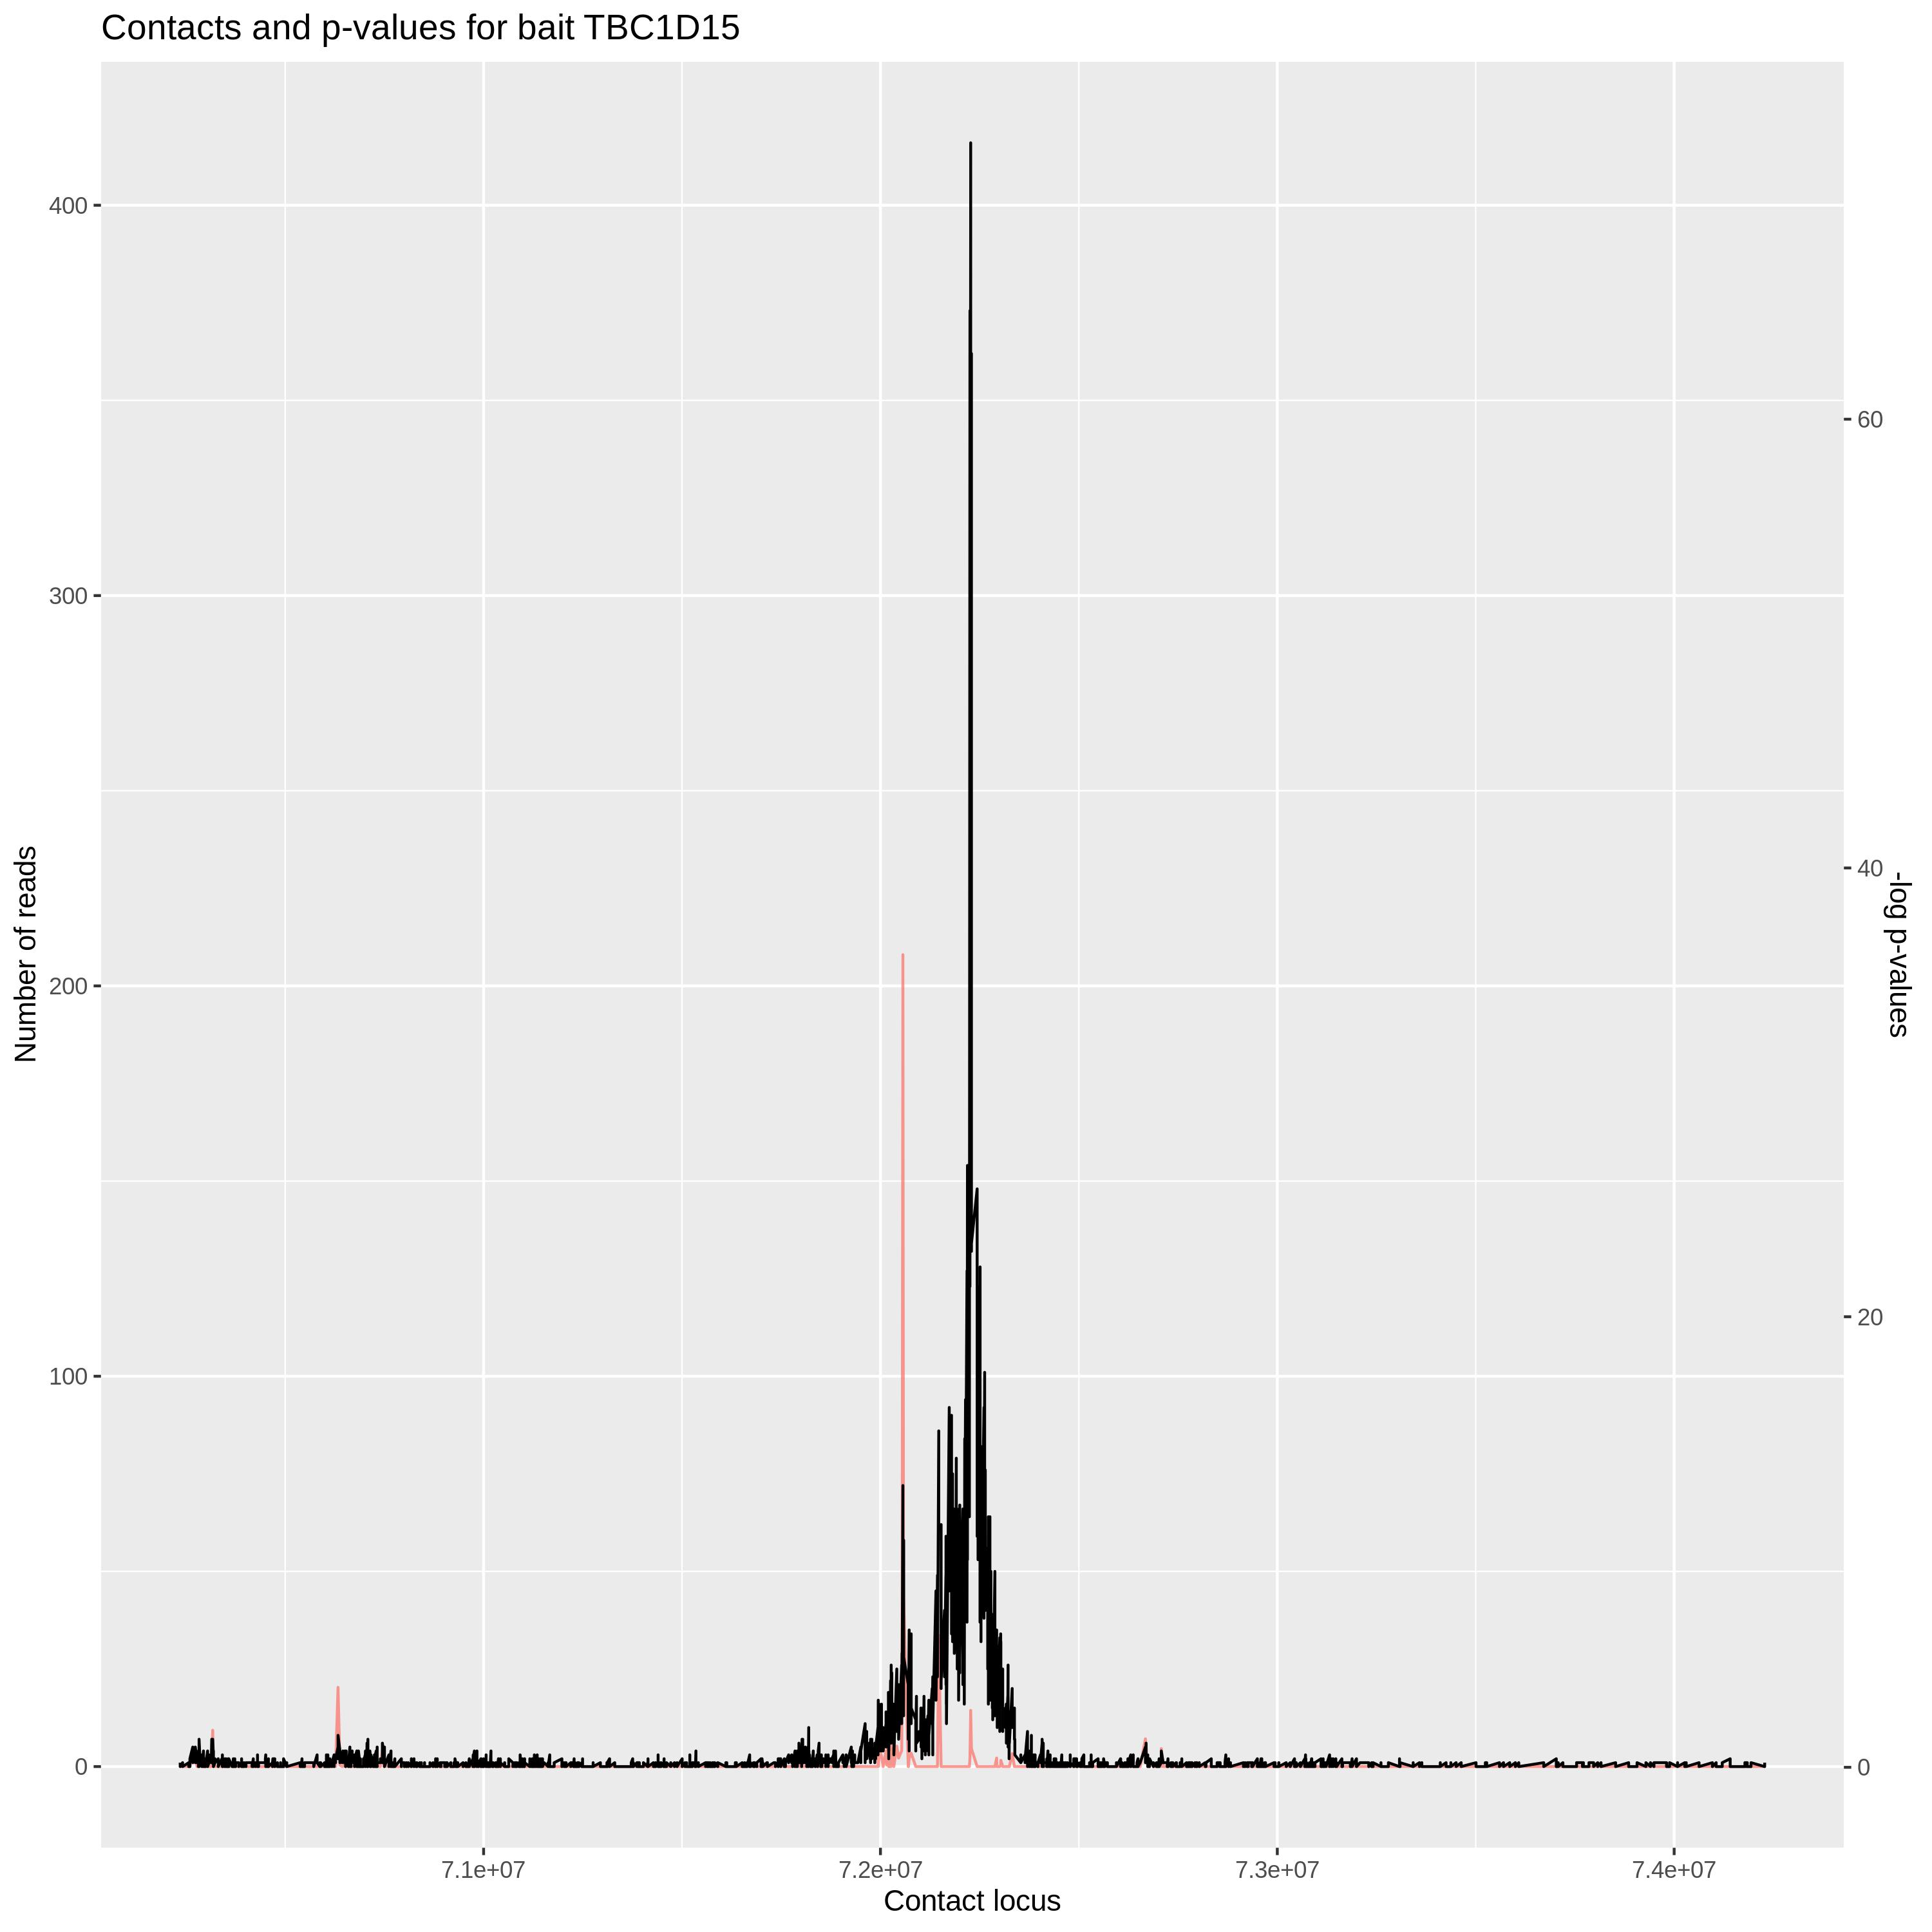 Contacts and p-values for bait TBC1D15
400
300
200
100
0
Number of reads
60
40
20
0
-log p-values
7.1e+07
7.2e+07
7.3e+07
7.4e+07
Contact locus